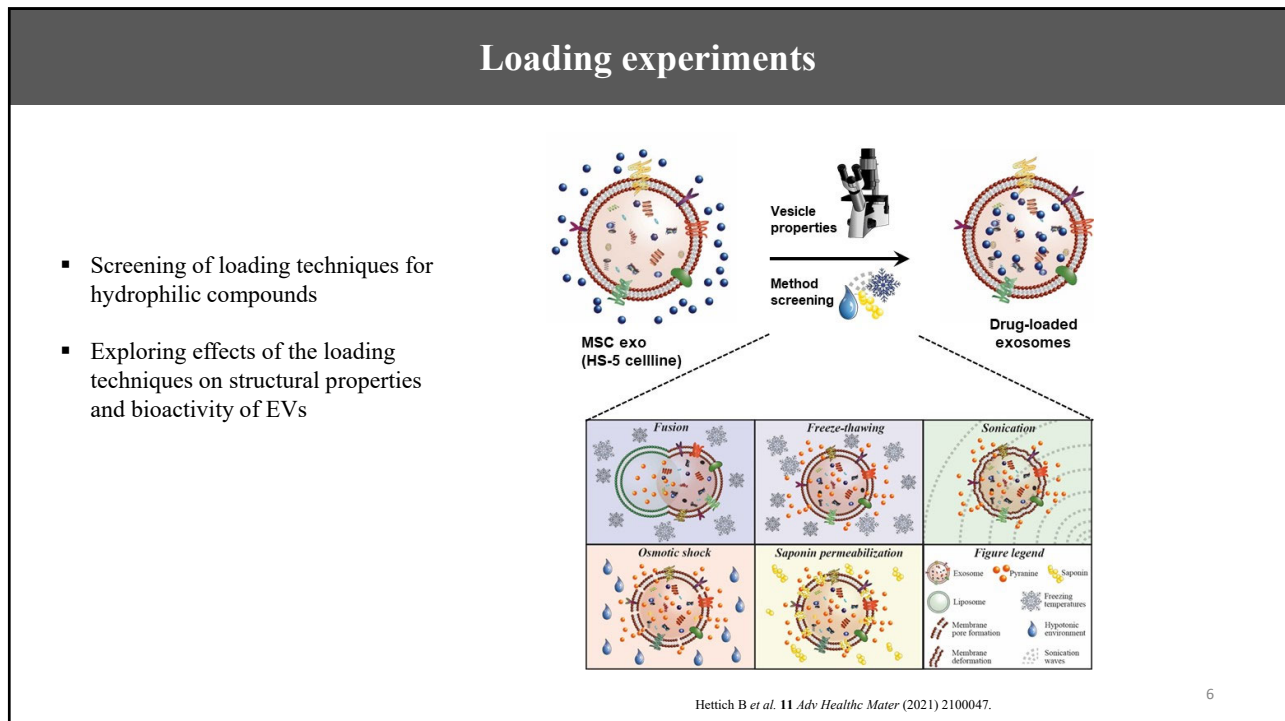 Loading experiments
▪ Screening of loading techniques for
hydrophilic compounds
▪ Exploring effects of the loading
techniques on structural properties
and bioactivity of EVs
MSC exo
(HS-5 cellline)
Vesicle
properties
Method
screening
Drug-loaded
exosomes
Fusion
Freeze-thawing
Sonication
Osmotic shock
Saponin permeabilization
Figure legend
Exosome
Pyranine
Saponin
Liposome
Freezing
temperatures
Membrane
pore formation
Hypotonic
environment
Membrane
deformation
Sonication
waves
Hettich B et al. 11 Adv Healthc Mater (2021) 2100047.
6